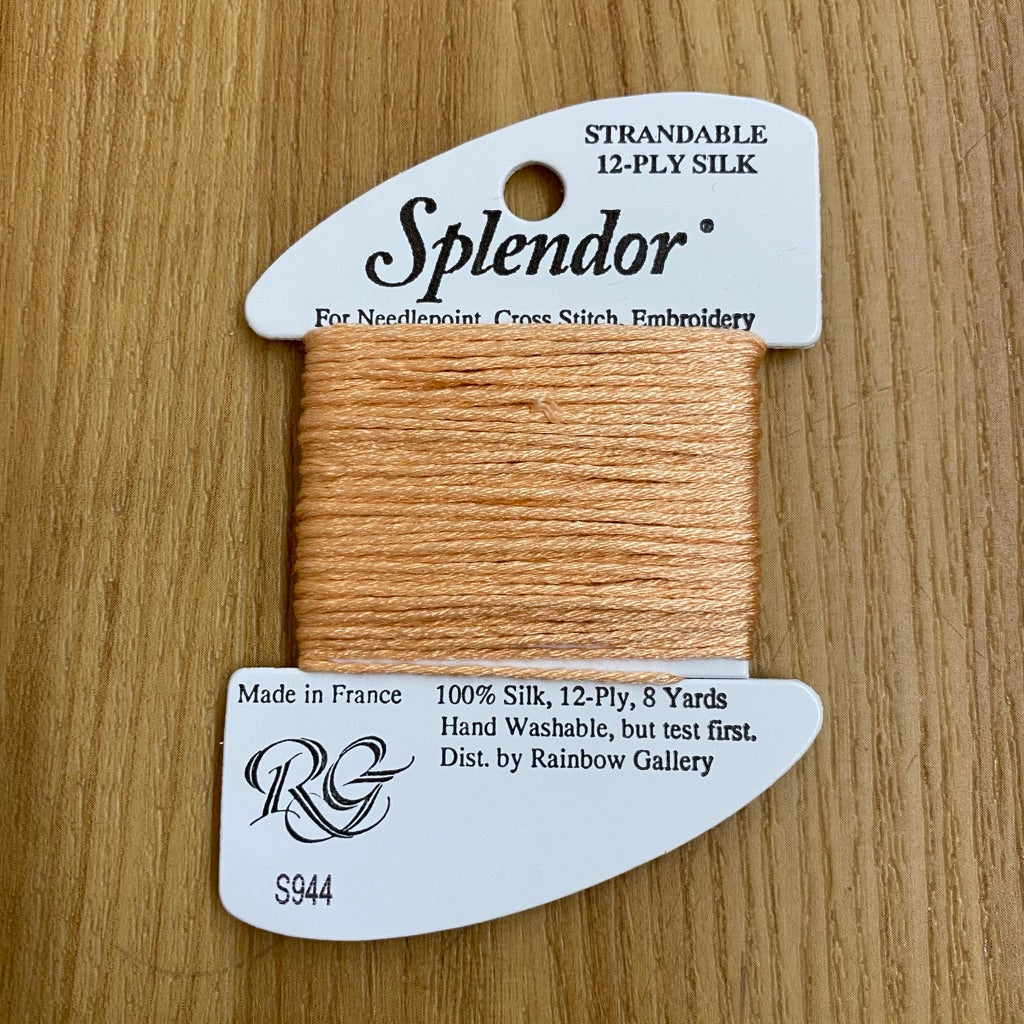 STRANDABLE
12-PLY SILK
Splendor®
For Needlepoint, Cross Stitch, Embroidery
Made in France
100% Silk, 12-Ply, 8 Yards
Hand Washable, but test first.
Dist. by Rainbow Gallery
RG
S944